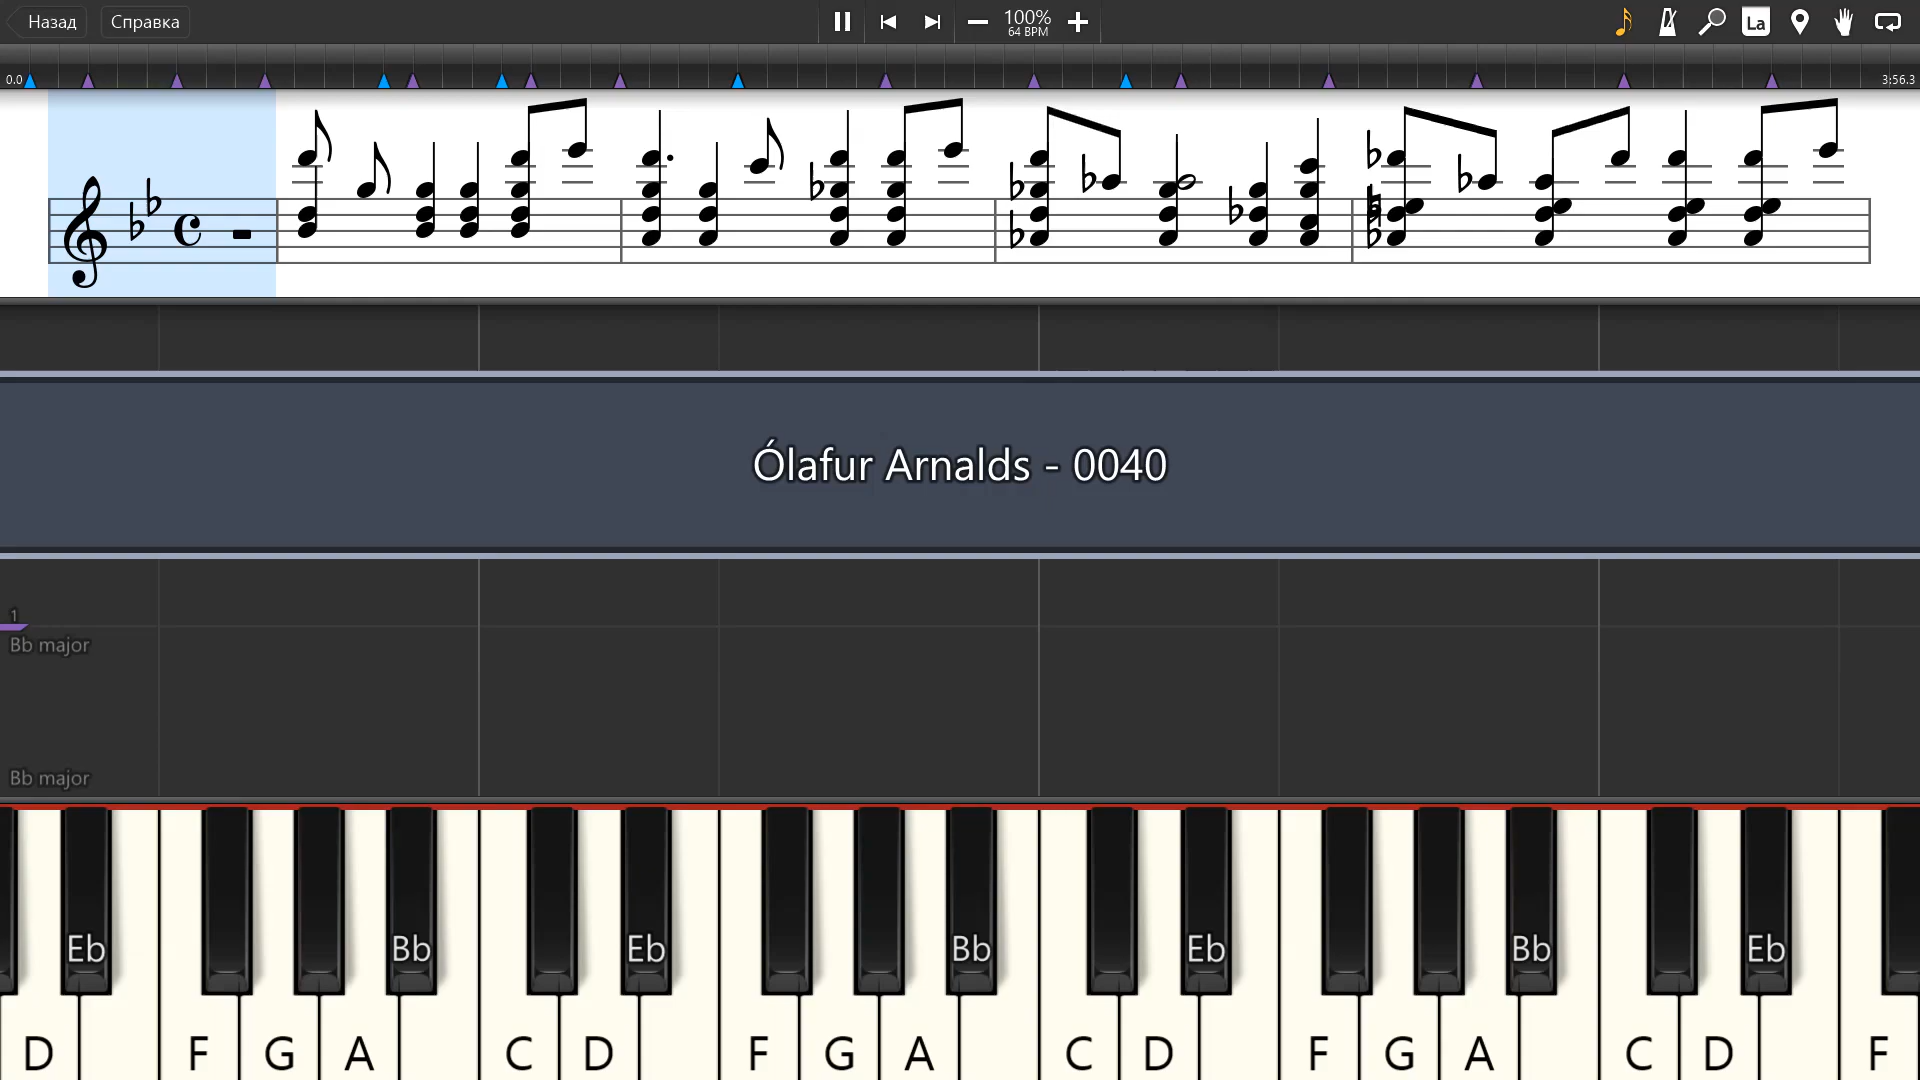 Назад
Справка
100%
64 BPM
La
0.0
3:56.3
Ólafur Arnalds - 0040
1
Bb major
Bb major
Eb Bb Eb Bb Eb Bb Eb
D F G A C D F G A C D F G A C D F